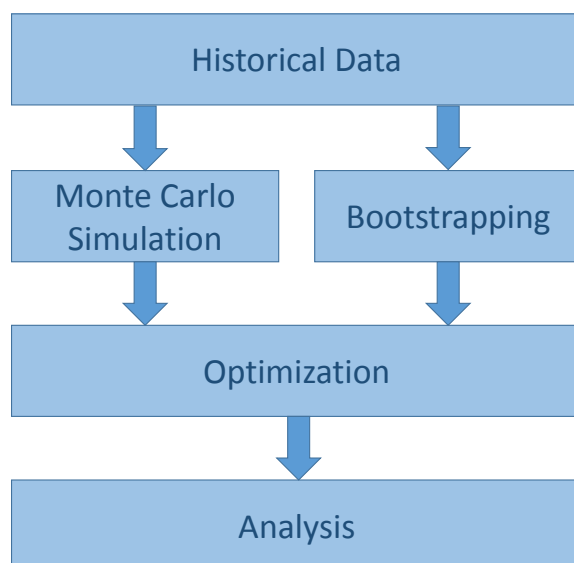 Historical Data
Monte Carlo
Simulation
Bootstrapping
Optimization
Analysis